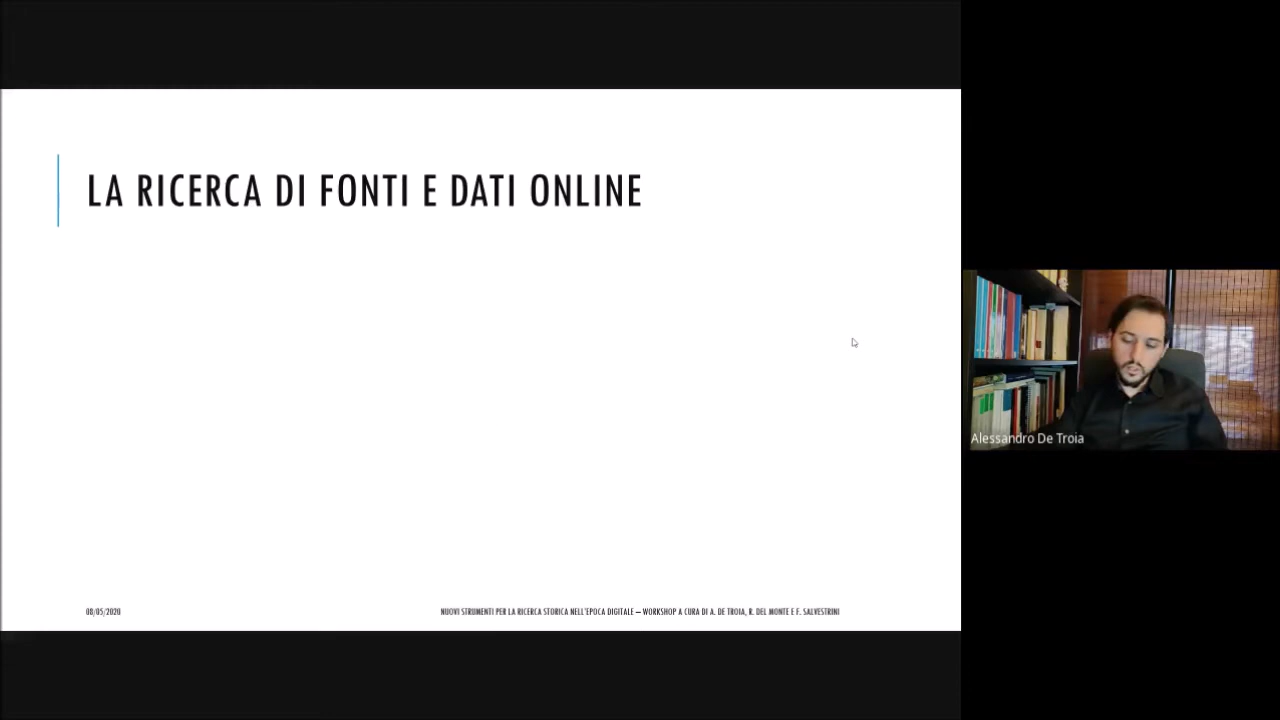 LA RICERCA DI FONTI E DATI ONLINE
Alessandro De Troia
08/05/2020
NUOVI STRUMENTI PER LA RICERCA STORICA NELL'EPOCA DIGITALE – WORKSHOP A CURA DI A. DE TROIA, R. DEL MONTE E F. SALVESTRINI